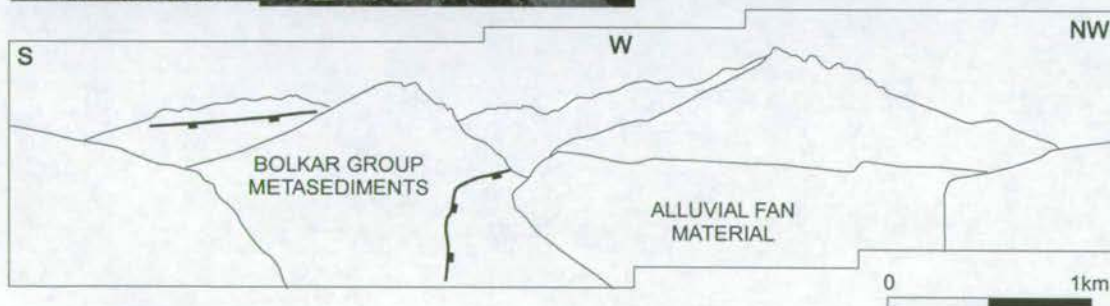 S
W
NW
BOLKAR GROUP
METASEDIMENTS
ALLUVIAL FAN
MATERIAL
0
1km